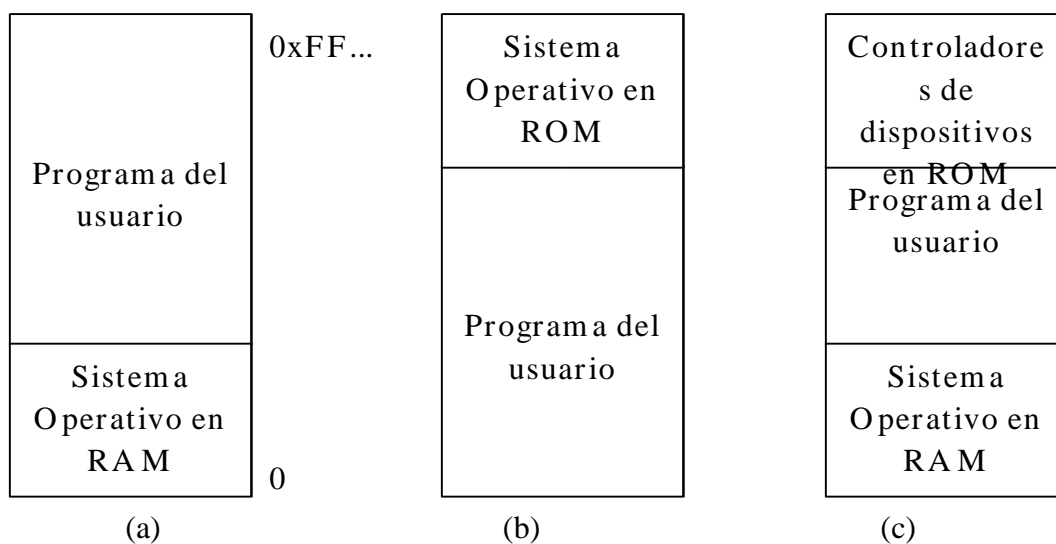 Programa del
usuario
Sistema
Operativo en
RAM
0xFF...
0
(a)
Sistema
Operativo en
ROM
Programa del
usuario
(b)
Controladore
s de
dispositivos
en ROM
Programa del
usuario
Sistema
Operativo en
RAM
(c)